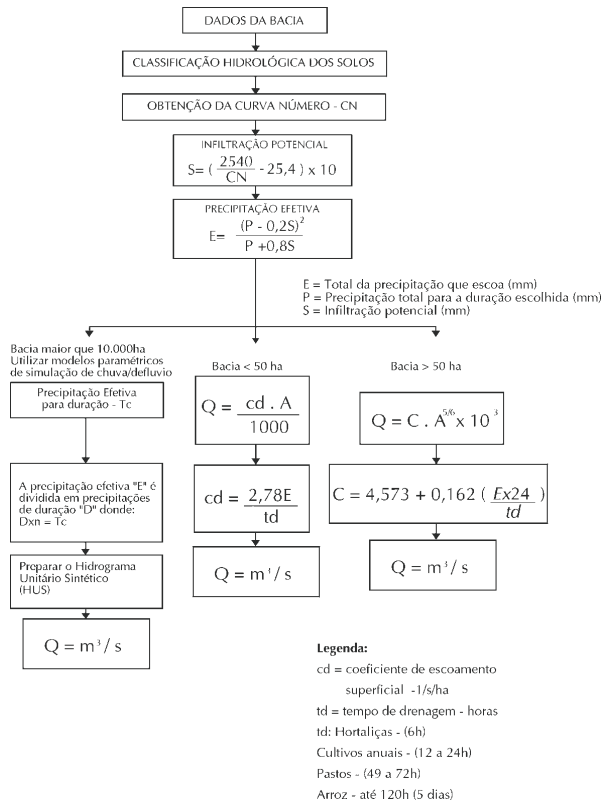 DADOS DA BACIA
CLASSIFICAÇÃO HIDROLÓGICA DOS SOLOS
OBTENÇÃO DA CURVA NÚMERO - CN
INFILTRAÇÃO POTENCIAL
S= ( 2540 / CN - 25,4 ) x 10
PRECIPITAÇÃO EFETIVA
E= (P - 0,2S)² / P +0,8S
E = Total da precipitação que escoa (mm)
P = Precipitação total para a duração escolhida (mm)
S = Infiltração potencial (mm)
Bacia maior que 10.000ha
Utilizar modelos paramétricos
de simulação de chuva/defluvio
Precipitação Efetiva
para duração - Tc
A precipitação efetiva "E" é
dividida em precipitações
de duração "D" donde:
Dxn = Tc
Preparar o Hidrograma
Unitário Sintético
(HUS)
Q = m³ / s
Bacia < 50 ha
Q = cd . A / 1000
cd = 2,78E / td
Q = m³ / s
Bacia > 50 ha
Q = C . A^5/6 x 10³
C = 4,573 + 0,162 ( Ex24 / td )
Q = m³ / s
Legenda:
cd = coeficiente de escoamento
superficial -1/s/ha
td = tempo de drenagem - horas
td: Hortaliças - (6h)
Cultivos anuais - (12 a 24h)
Pastos - (49 a 72h)
Arroz - até 120h (5 dias)